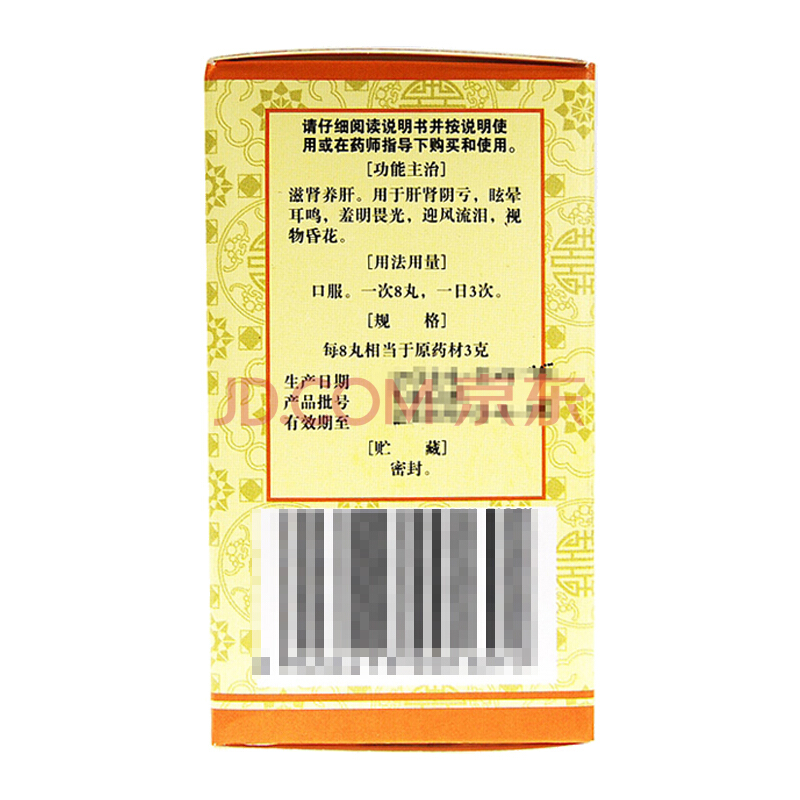 请仔细阅读说明书并按说明使
用或在药师指导下购买和使用。
[功能主治]
滋肾养肝。用于肝肾阴亏，眩晕
耳鸣，羞明畏光，迎风流泪，视
物昏花。
[用法用量]
口服。一次8丸，一日3次。
[规 格]
每8丸相当于原药材3克
生产日期
产品批号
有效期至
JD.COM 京东
[贮 藏]
密封。